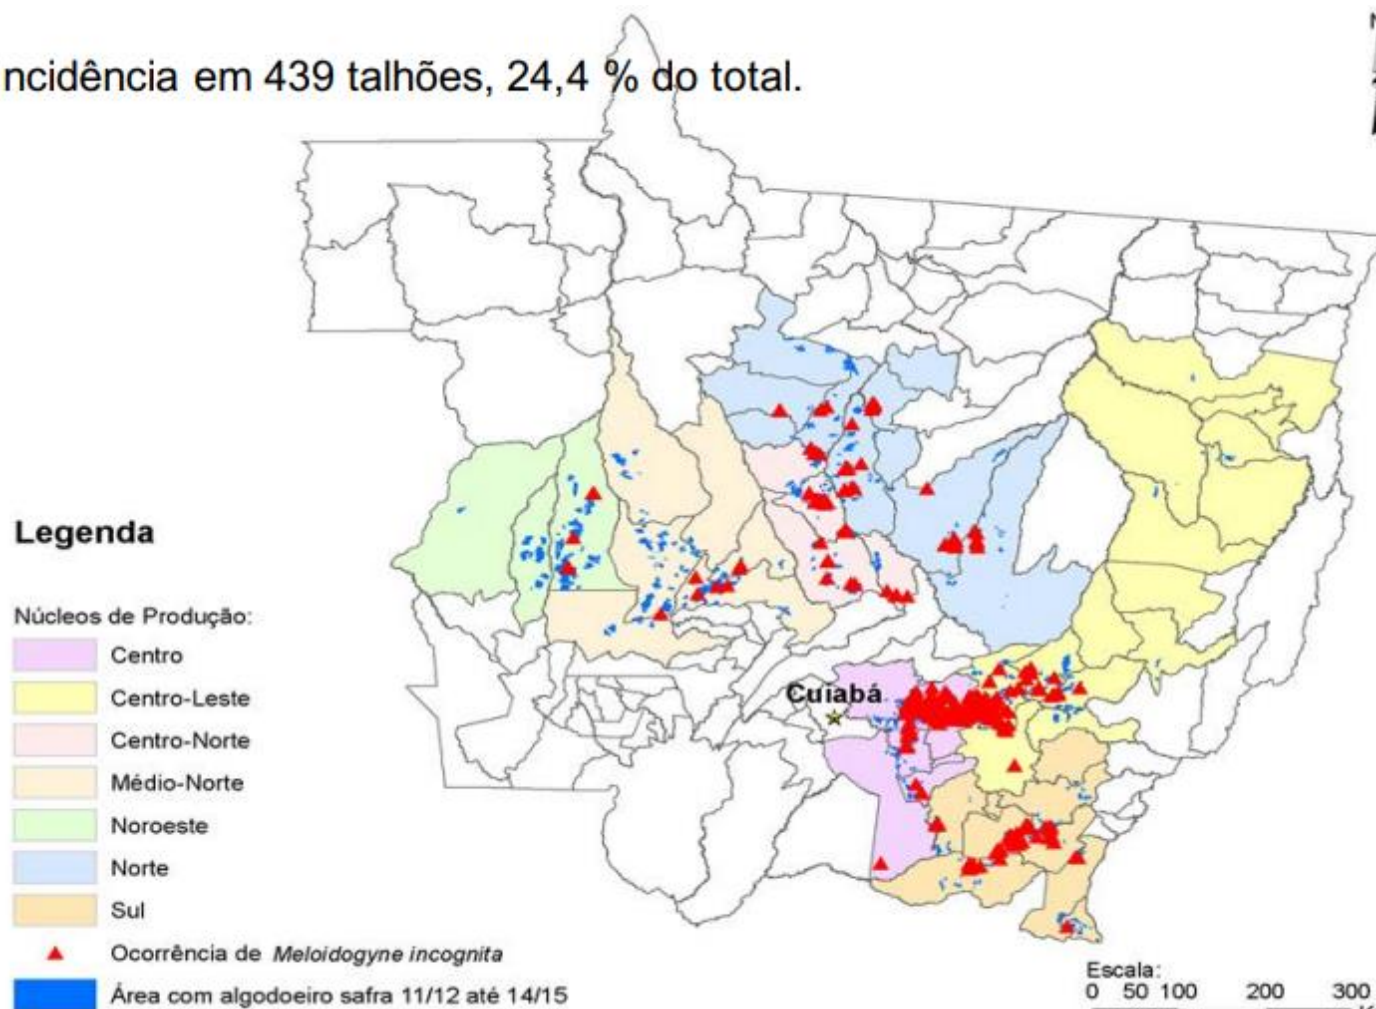 ncidência em 439 talhões, 24,4 % do total.
Cuiabá
Legenda
Núcleos de Produção:
Centro
Centro-Leste
Centro-Norte
Médio-Norte
Noroeste
Norte
Sul
Ocorrência de Meloidogyne incognita
Área com algodoeiro safra 11/12 até 14/15
Escala:
0 50 100 200 300